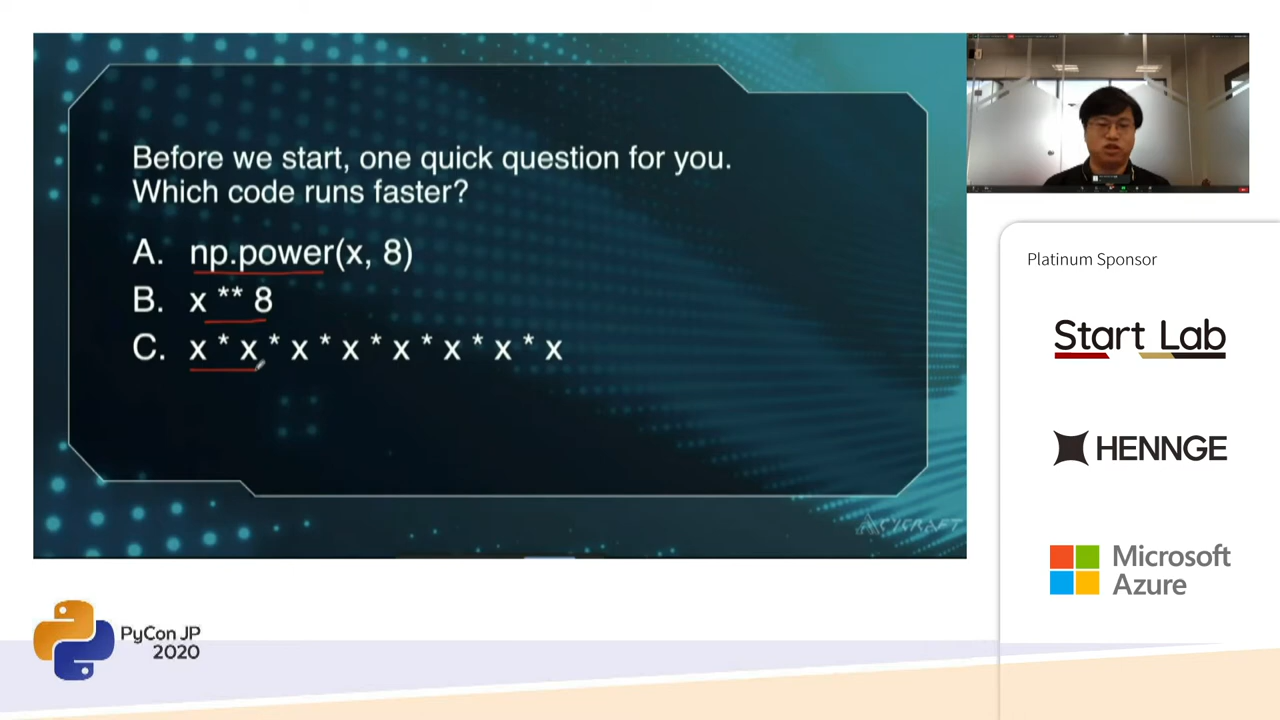 Before we start, one quick question for you.
Which code runs faster?
A. np.power(x, 8)
B. x ** 8
C. x * x * x * x * x * x * x * x
CYCRAFT
Platinum Sponsor
Start Lab
HENNGE
Microsoft
Azure
PyCon JP
2020